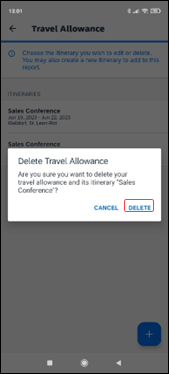 13:01
Travel Allowance
Choose the itinerary you wish to edit or delete.
You may also create a new itinerary to add to this
report.
ITINERARIES
Sales Conference
Jun 19, 2023 - Jun 22, 2023
Sales Conference
Delete Travel Allowance
Are you sure you want to delete your
travel allowance and its itinerary "Sales
Conference"?
CANCEL
DELETE